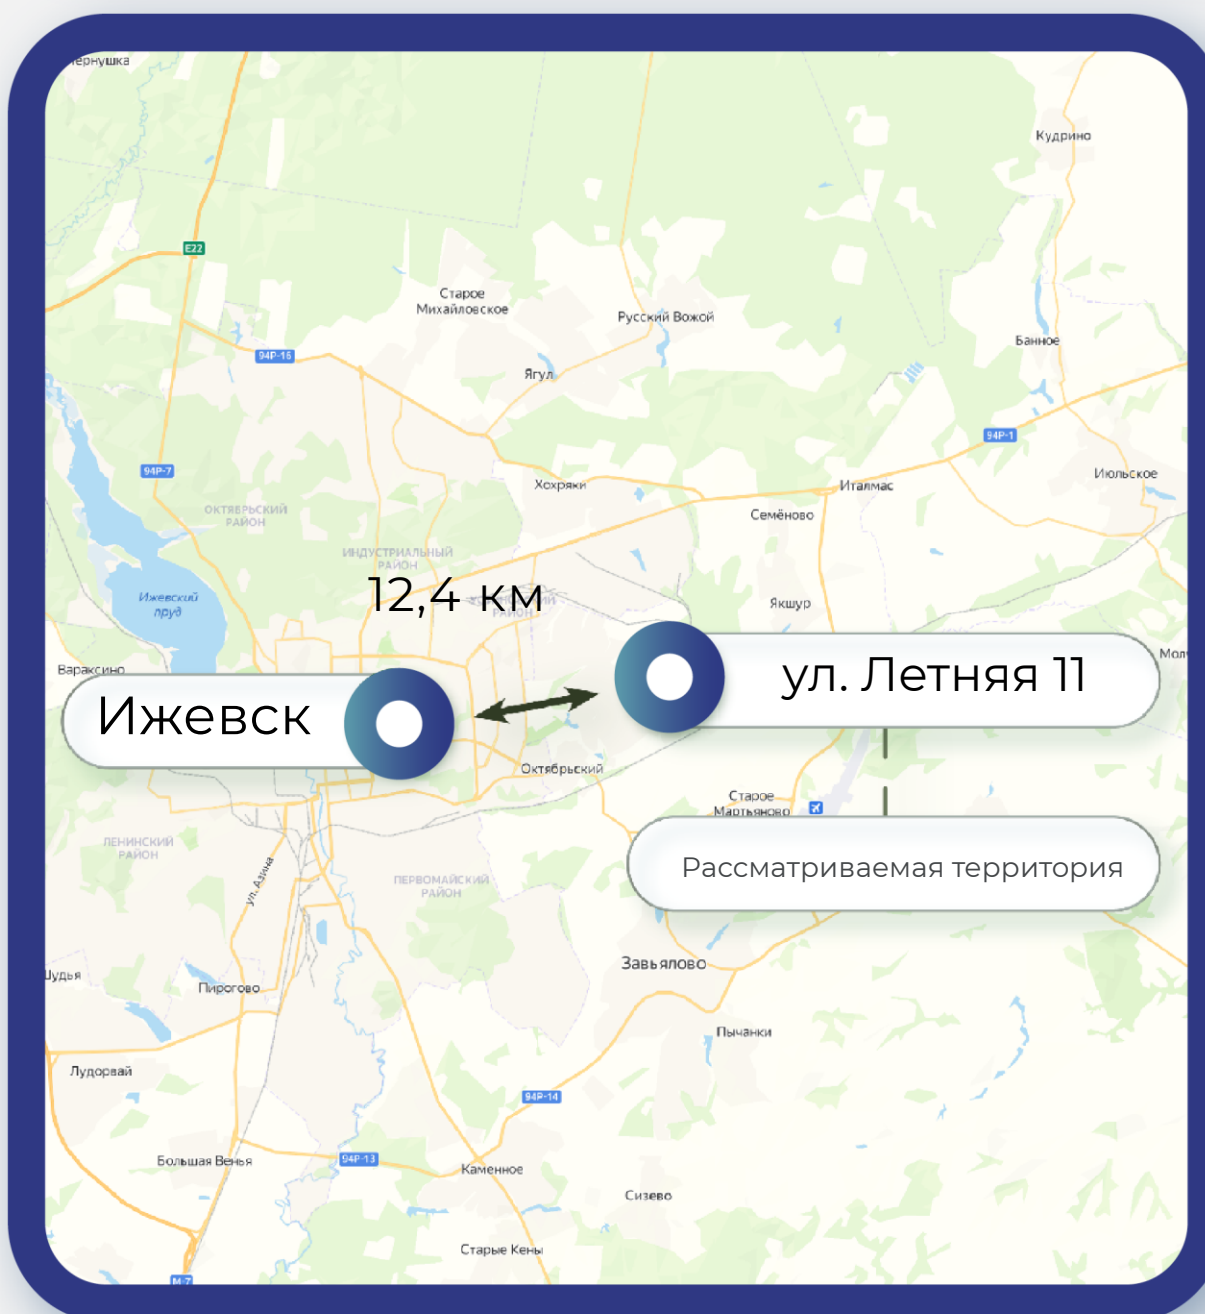 Кудрино
E22
Старое
Михайловское
Русский Вожой
Банное
94Р-16
Ягул
94Р-1
94Р-7
Хохряки
Италмас
Июльское
ОКТЯБРЬСКИЙ
РАЙОН
Семёново
ИНДУСТРИАЛЬНЫЙ
РАЙОН
Ижевский
пруд
12,4 км
РАЙОН
Якшур
Вараксино
ул. Летняя 11
Ижевск
Октябрьский
Старое
Мартьяново
ЛЕНИНСКИЙ
РАЙОН
ул. Азина
ПЕРВОМАЙСКИЙ
РАЙОН
Рассматриваемая территория
Завьялово
Пирогово
Пычанки
Лудорвай
94Р-14
Большая Венья
94Р-13
Каменное
Сизево
Старые Кены
М-7